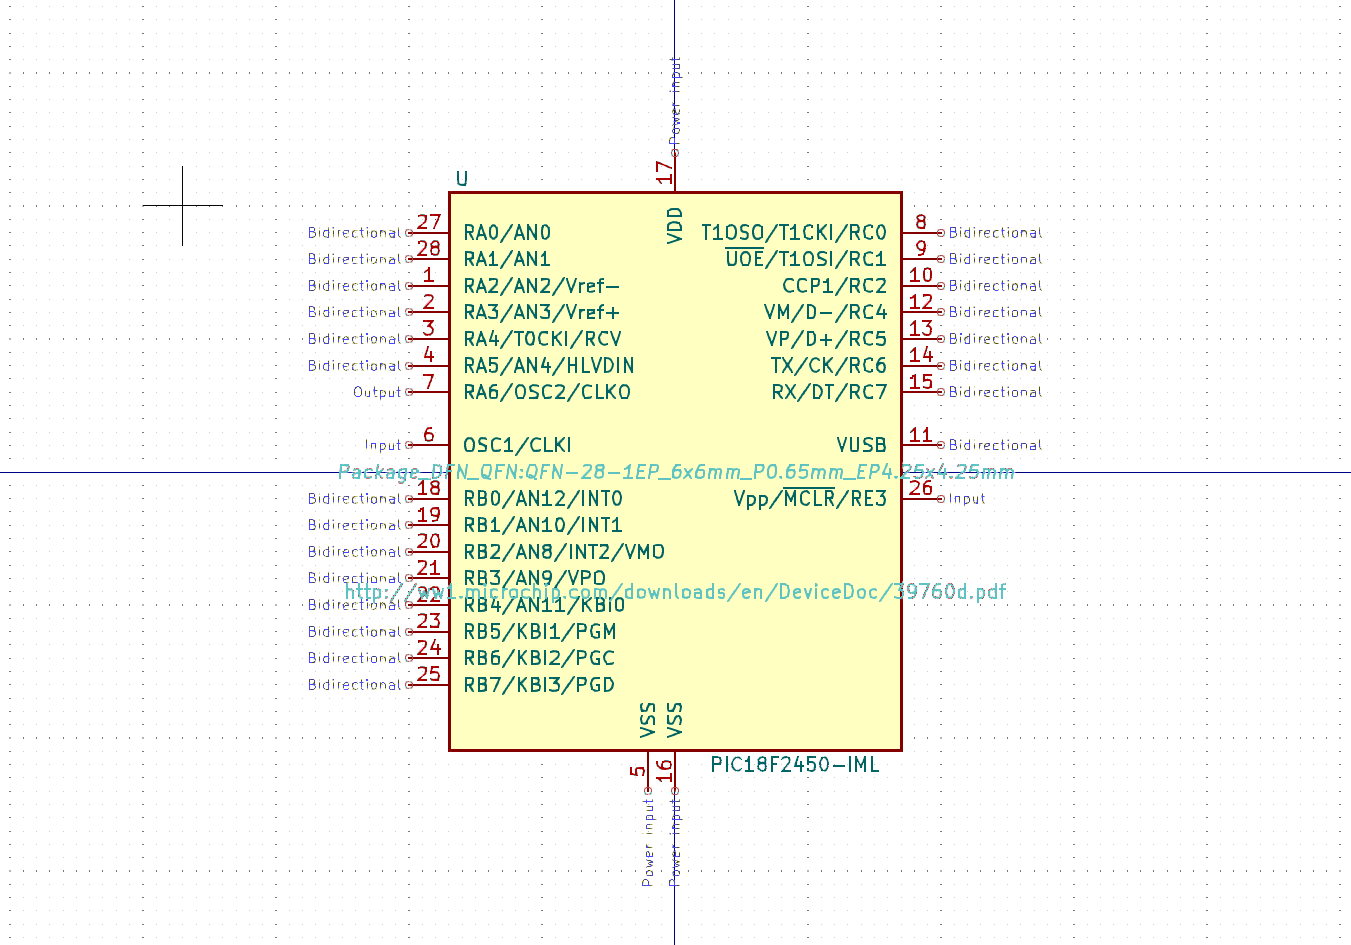 Power input
17
U
VDD
Bidirectional 27 RA0/AN0 T1OSO/T1CKI/RC0 8 Bidirectional
Bidirectional 28 RA1/AN1 UOE/T1OSI/RC1 9 Bidirectional
Bidirectional 1 RA2/AN2/Vref- CCP1/RC2 10 Bidirectional
Bidirectional 2 RA3/AN3/Vref+ VM/D-/RC4 12 Bidirectional
Bidirectional 3 RA4/T0CKI/RCV VP/D+/RC5 13 Bidirectional
Bidirectional 4 RA5/AN4/HLVDIN TX/CK/RC6 14 Bidirectional
Output 7 RA6/OSC2/CLKO RX/DT/RC7 15 Bidirectional
Input 6 OSC1/CLKI VUSB 11 Bidirectional
Package_DFN_QFN:QFN-28-1EP_6x6mm_P0.65mm_EP4.25x4.25mm
Bidirectional 18 RB0/AN12/INT0 Vpp/MCLR/RE3 26 Input
Bidirectional 19 RB1/AN10/INT1
Bidirectional 20 RB2/AN8/INT2/VMO
Bidirectional 21 RB3/AN9/VPO
http://ww1.microchip.com/downloads/en/DeviceDoc/39760d.pdf
Bidirectional 22 RB4/AN11/KBI0
Bidirectional 23 RB5/KBI1/PGM
Bidirectional 24 RB6/KBI2/PGC
Bidirectional 25 RB7/KBI3/PGD
VSS VSS
PIC18F2450-IML
5 16
Power input Power input